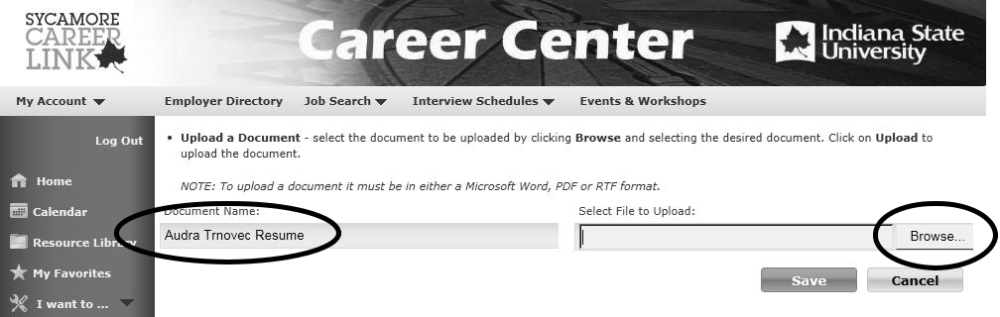 SYCAMORE
CAREER
LINK
Career Center
Indiana State
University
My Account
Employer Directory
Job Search
Interview Schedules
Events & Workshops
Log Out
Home
Calendar
Resource Library
My Favorites
I want to ...
• Upload a Document - select the document to be uploaded by clicking Browse and selecting the desired document. Click on Upload to
upload the document.
NOTE: To upload a document it must be in either a Microsoft Word, PDF or RTF format.
Document Name:
Audra Trnovec Resume
Select File to Upload:
Browse...
Save
Cancel